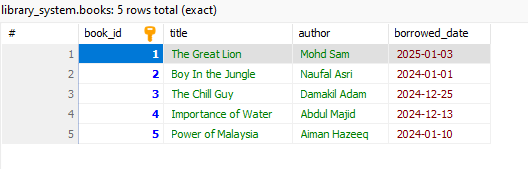 library_system.books: 5 rows total (exact)
# book_id title author borrowed_date
1 1 The Great Lion Mohd Sam 2025-01-03
2 2 Boy In the Jungle Naufal Asri 2024-01-01
3 3 The Chill Guy Damakil Adam 2024-12-25
4 4 Importance of Water Abdul Majid 2024-12-13
5 5 Power of Malaysia Aiman Hazeeq 2024-01-10